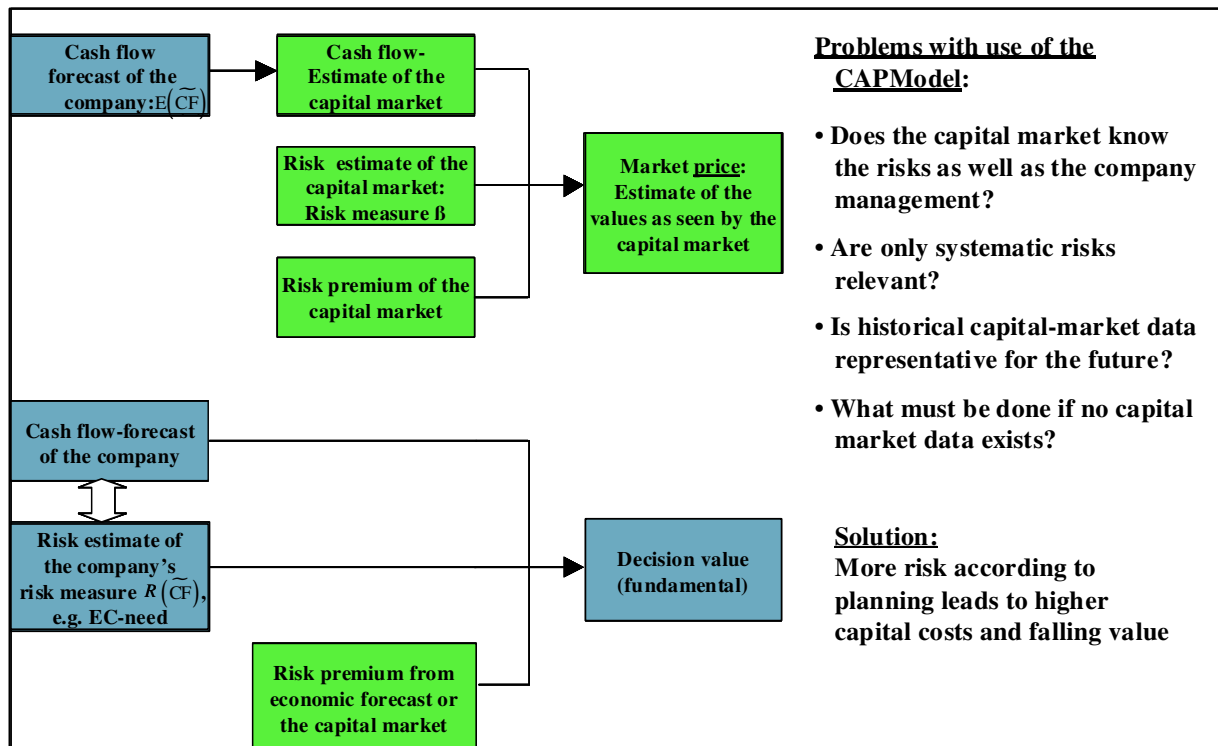 Cash flow
forecast of the
company:E(C͠F)
Cash flow-
Estimate of the
capital market
Risk estimate of the
capital market:
Risk measure ß
Risk premium of the
capital market
Market price:
Estimate of the
values as seen by the
capital market
Cash flow-forecast
of the company
Risk estimate of
the company’s
risk measure R(C͠F),
e.g. EC-need
Decision value
(fundamental)
Risk premium from
economic forecast or
the capital market
Problems with use of the
CAPModel:
• Does the capital market know
the risks as well as the company
management?
• Are only systematic risks
relevant?
• Is historical capital-market data
representative for the future?
• What must be done if no capital
market data exists?
Solution:
More risk according to
planning leads to higher
capital costs and falling value